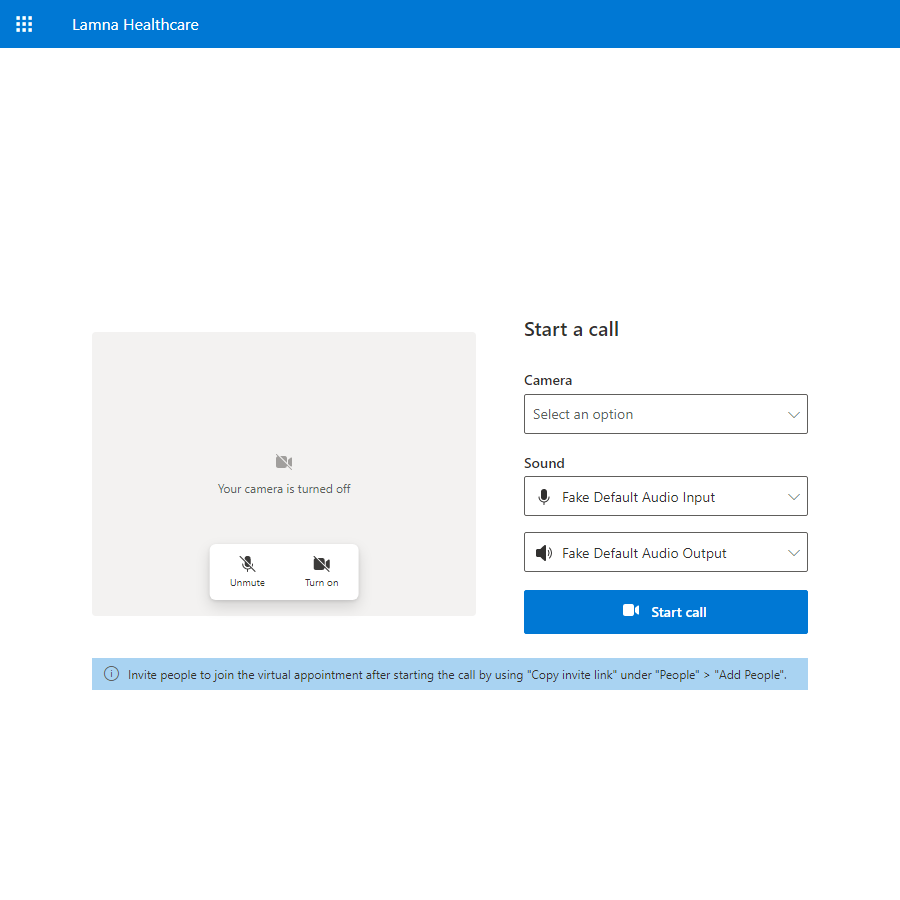 Lamna Healthcare
Your camera is turned off
Unmute
Turn on
Start a call
Camera
Select an option
Sound
Fake Default Audio Input
Fake Default Audio Output
Start call
Invite people to join the virtual appointment after starting the call by using "Copy invite link" under "People" > "Add People".